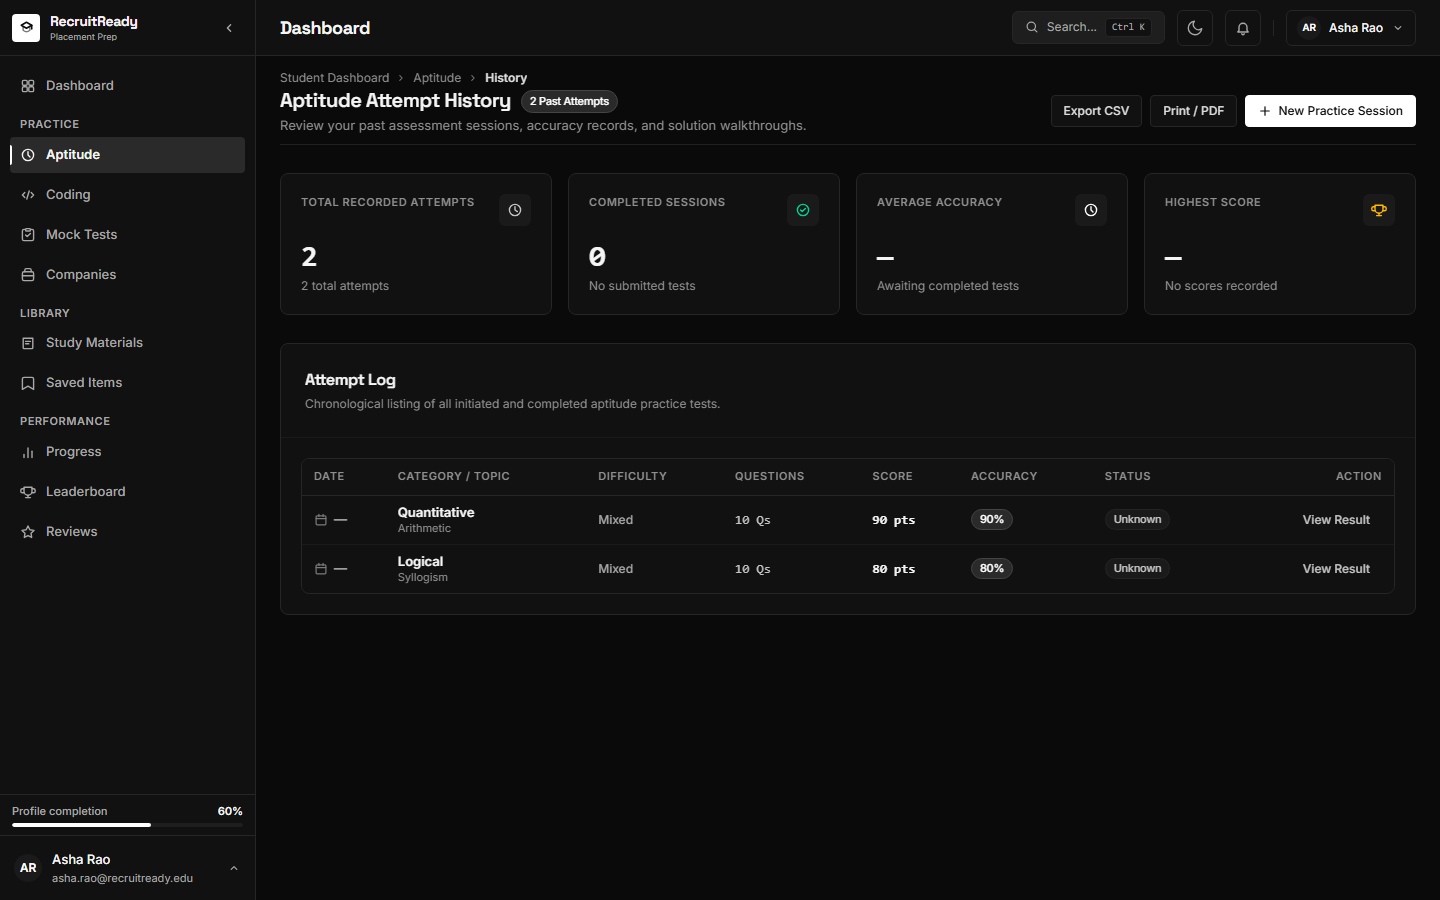 RecruitReady
Placement Prep
Dashboard
PRACTICE
Aptitude
Coding
Mock Tests
Companies
LIBRARY
Study Materials
Saved Items
PERFORMANCE
Progress
Leaderboard
Reviews
Profile completion 60%
AR Asha Rao
asha.rao@recruitready.edu
Dashboard
Search... Ctrl K
AR Asha Rao
Student Dashboard > Aptitude > History
Aptitude Attempt History 2 Past Attempts
Review your past assessment sessions, accuracy records, and solution walkthroughs.
Export CSV Print / PDF + New Practice Session
TOTAL RECORDED ATTEMPTS
2
2 total attempts
COMPLETED SESSIONS
0
No submitted tests
AVERAGE ACCURACY
—
Awaiting completed tests
HIGHEST SCORE
—
No scores recorded
Attempt Log
Chronological listing of all initiated and completed aptitude practice tests.
DATE CATEGORY / TOPIC DIFFICULTY QUESTIONS SCORE ACCURACY STATUS ACTION
— Quantitative Mixed 10 Qs 90 pts 90% Unknown View Result
Arithmetic
— Logical Mixed 10 Qs 80 pts 80% Unknown View Result
Syllogism